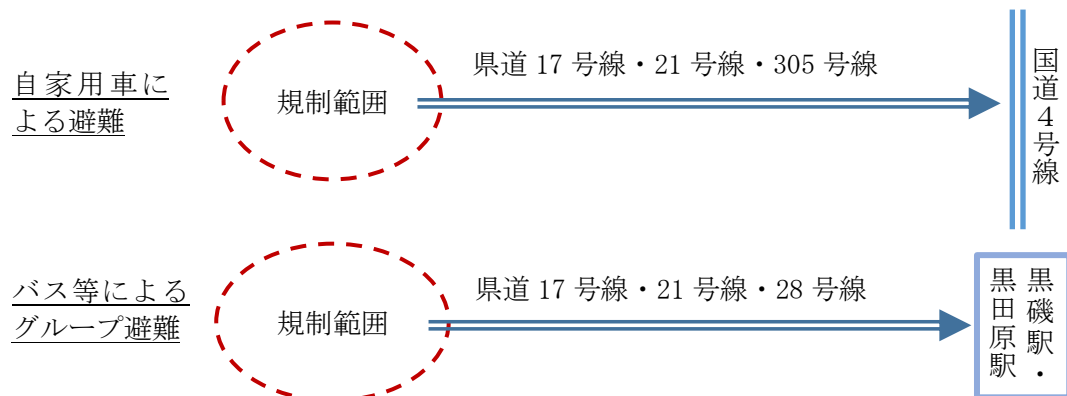 自家用車に
よる避難
規制範囲
県道 17 号線・21 号線・305 号線
国道４号線
バス等による
グループ避難
規制範囲
県道 17 号線・21 号線・28 号線
黒磯駅・
黒田原駅